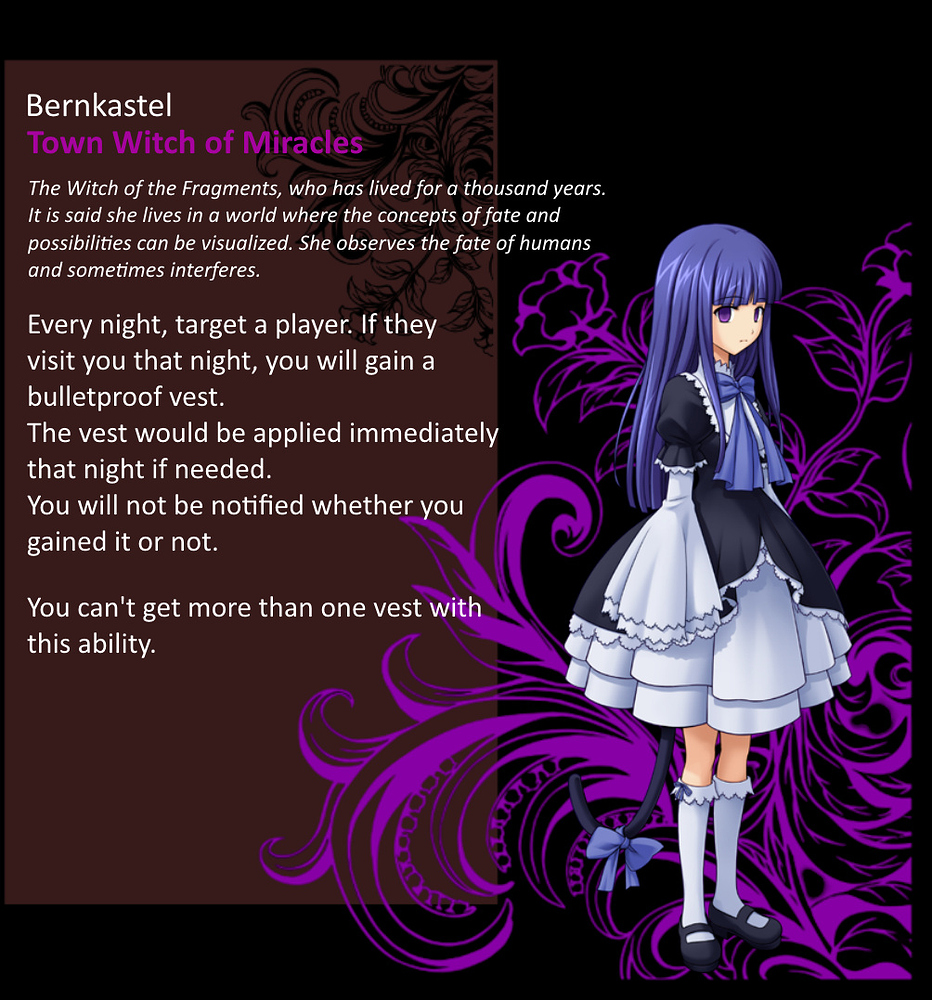 Bernkastel
Town Witch of Miracles
The Witch of the Fragments, who has lived for a thousand years.
It is said she lives in a world where the concepts of fate and
possibilities can be visualized. She observes the fate of humans
and sometimes interferes.
Every night, target a player. If they
visit you that night, you will gain a
bulletproof vest.
The vest would be applied immediately
that night if needed.
You will not be notified whether you
gained it or not.
You can't get more than one vest with
this ability.